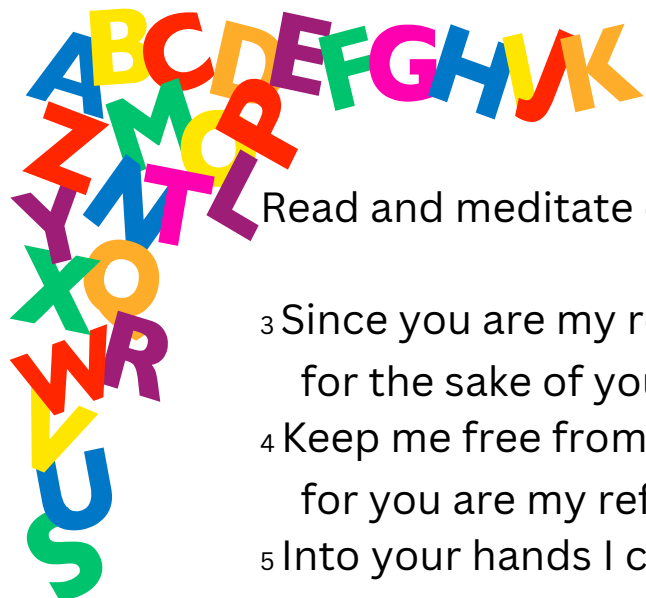 A B C D E F G H I J K
Z M O P
Y N T L
X Q
W R
V
U
S
Read and meditate
3 Since you are my
for the sake of
4 Keep me free from
for you are my
5 Into your hands I